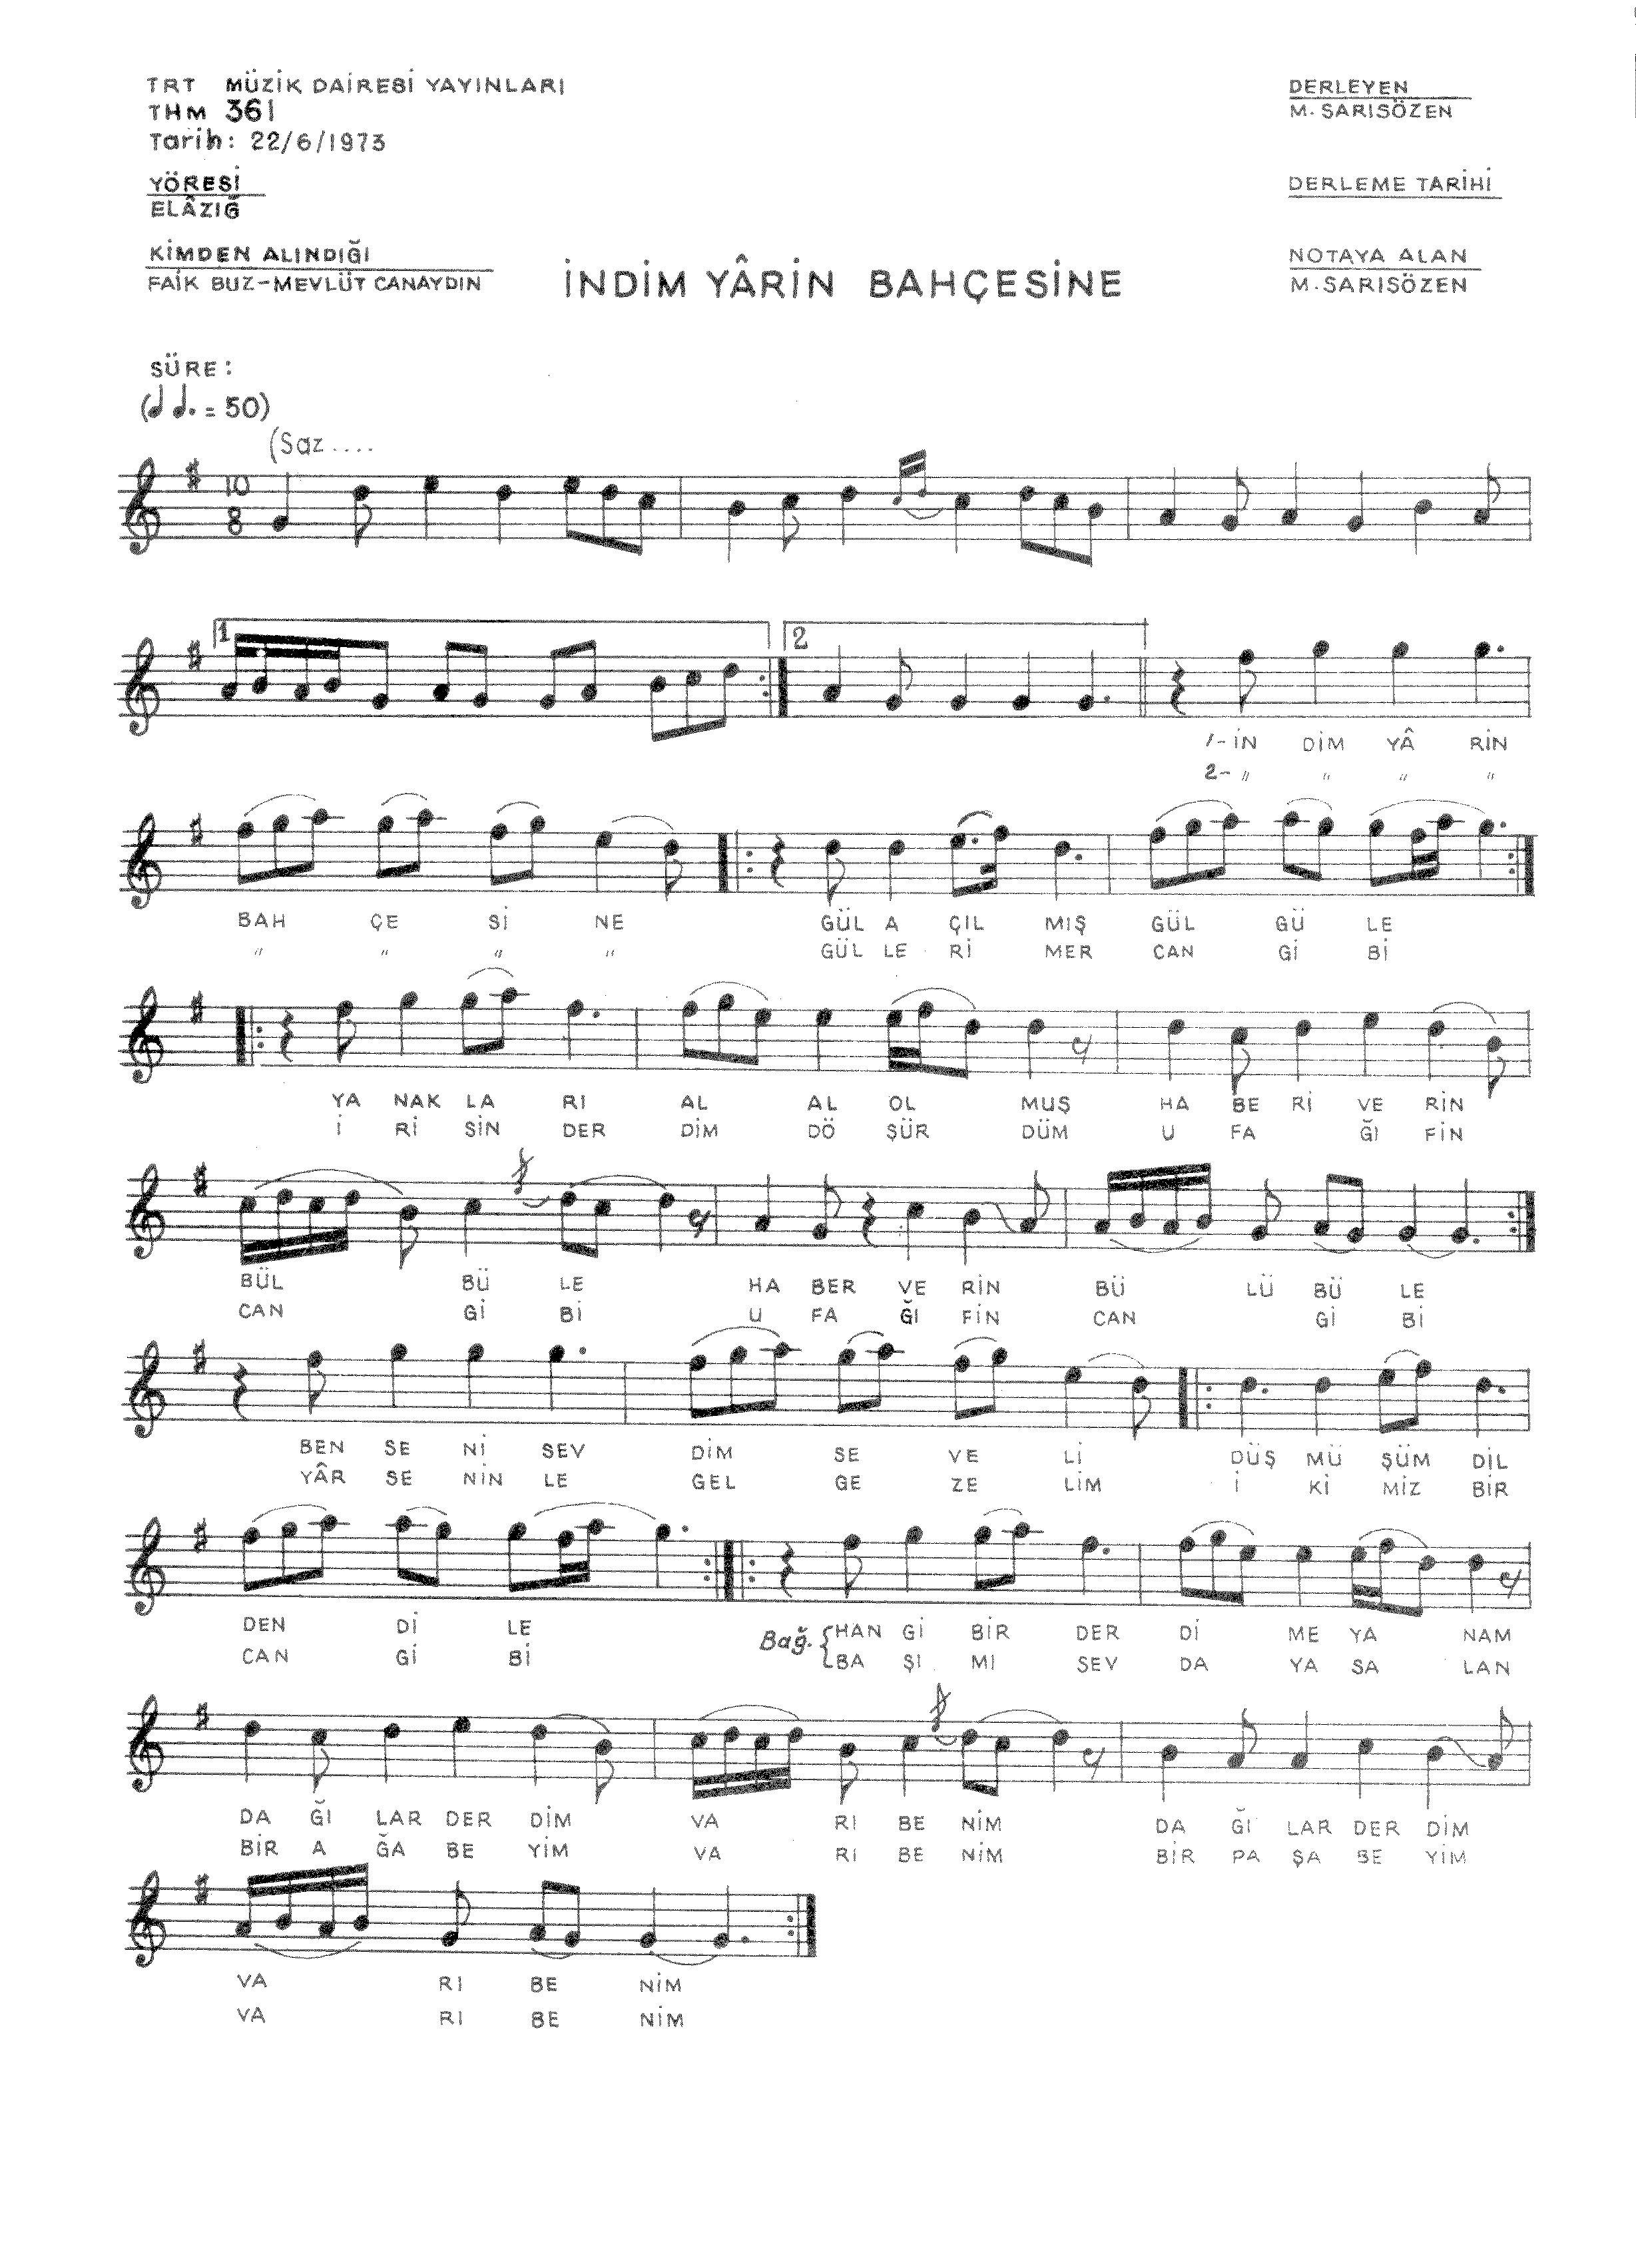 TRT MÜZİK DAİRESİ YAYINLARI
THM 361
Tarih: 22/6/1973
YÖRESİ
ELÂZIĞ
KİMDEN ALINDIĞI
FAİK BUZ-MEVLÜT CANAYDIN
DERLEYEN
M. SARISÖZEN
DERLEME TARİHİ
NOTAYA ALAN
M. SARISÖZEN
İNDİM YÂRİN BAHÇESİNE
SÜRE:
(♩ ♩. = 50)
(Saz....
10
8
1 2
1- İN DİM YÂ RİN
2- " " " "
BAH ÇE Sİ NE GÜL A ÇIL MIŞ GÜL GÜ LE
" " " " GÜL LE Rİ MER CAN Gİ Bİ
YA NAK LA RI AL AL OL MUŞ HA BE Rİ VE RİN
İ Rİ SİN DER DİM DÖ ŞÜR DÜM U FA ĞI FİN
BÜL BÜ LE HA BER VE RİN BÜ LÜ BÜ LE
CAN Gİ Bİ U FA ĞI FİN CAN Gİ Bİ
BEN SE Nİ SEV DİM SE VE Lİ DÜŞ MÜ ŞÜM DİL
YÂR SE NİN LE GEL GE ZE LİM İ Kİ MİZ BİR
DEN Dİ LE Bağ. { HAN Gİ BİR DER Dİ ME YA NAM
CAN Gİ Bİ BA ŞI MI SEV DA YA SA LAN
DA ĞI LAR DER DİM VA RI BE NİM DA ĞI LAR DER DİM
BİR A ĞA BE YİM VA RI BE NİM BİR PA ŞA BE YİM
VA RI BE NİM
VA RI BE NİM